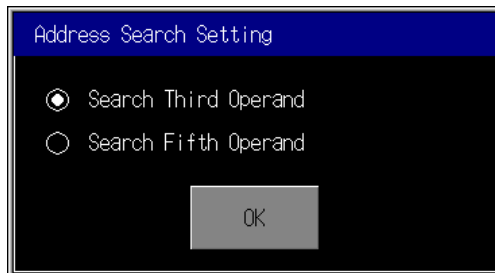 Address Search Setting
Search Third Operand
Search Fifth Operand
OK